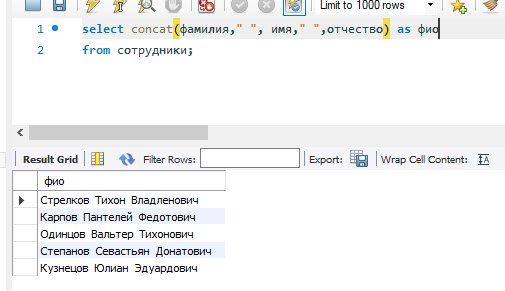 Limit to 1000 rows
1 select concat(фамилия," ", имя," ",отчество) as фио
2 from сотрудники;
Result Grid Filter Rows: Export: Wrap Cell Content:
фио
Стрелков Тихон Владленович
Карпов Пантелей Федотович
Одинцов Вальтер Тихонович
Степанов Севастьян Донатович
Кузнецов Юлиан Эдуардович